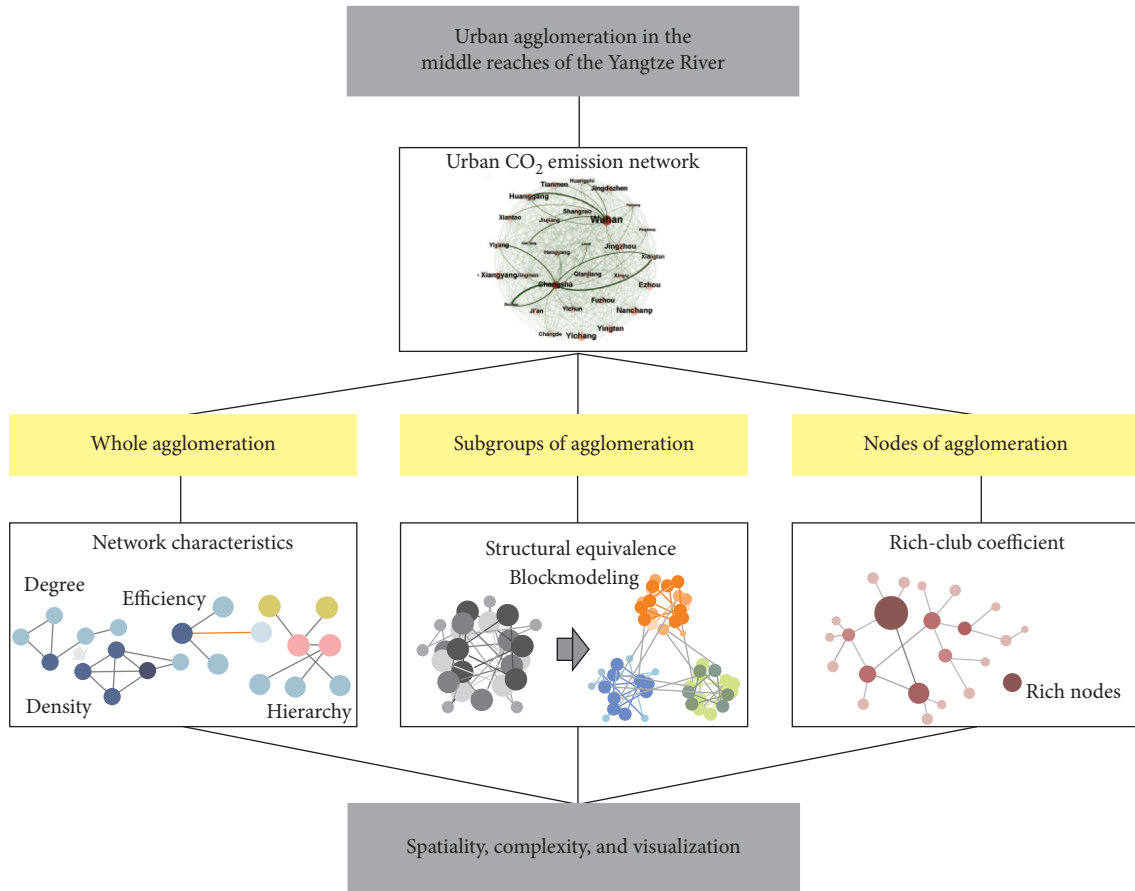 Urban agglomeration in the
middle reaches of the Yangtze River
Urban CO₂ emission network
Huangshi
Tianmen
Jingdezhen
Huanggang
Shangrao
Xiantao
Jiujiang
Wuhan
Yiyang
Jingzhou
Hengyang
Xiangtan
Xiangyang
Qianjiang
Changsha
Ezhou
Fuzhou
Ji'an
Yichun
Nanchang
Changde
Yichang
Yingtan
Whole agglomeration
Subgroups of agglomeration
Nodes of agglomeration
Network characteristics
Degree
Efficiency
Density
Hierarchy
Structural equivalence
Blockmodeling
Rich-club coefficient
Rich nodes
Spatiality, complexity, and visualization